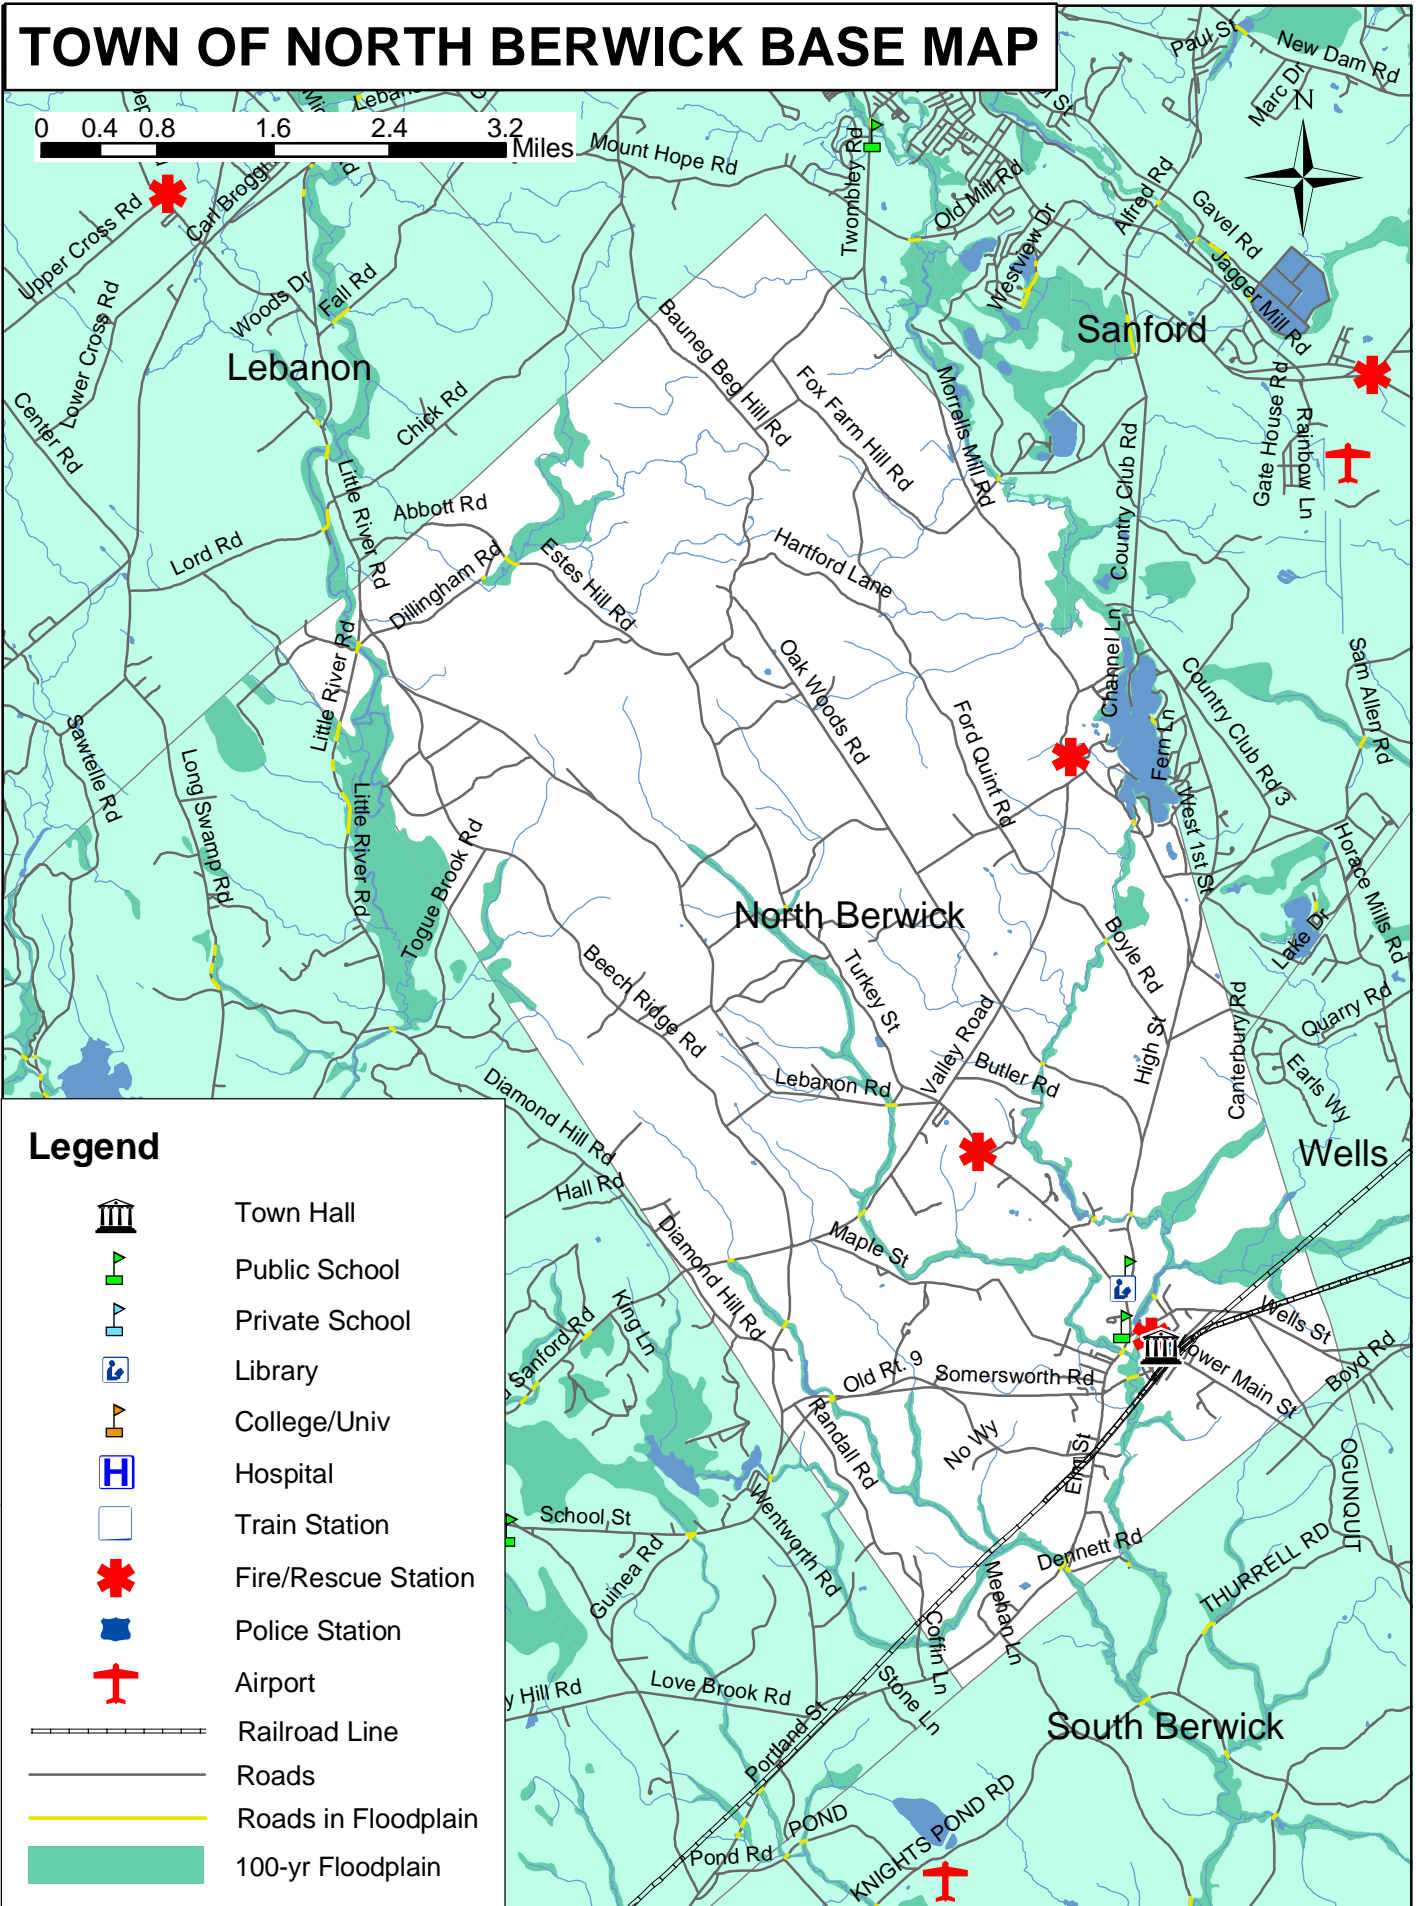 TOWN OF NORTH BERWICK BASE MAP
0 0.4 0.8 1.6 2.4 3.2
Miles
N
Paul St
New Dam Rd
Marc Dr
Mount Hope Rd
Twombley Rd
Old Mill Rd
Westview Dr
Alfred Rd
Gavel Rd
Jagger Mill Rd
Upper Cross Rd
Woods Dr
Fall Rd
Lower Cross Rd
Lebanon
Sanford
Center Rd
Chick Rd
Bauneg Beg Hill Rd
Fox Farm Hill Rd
Morrells Mill Rd
Country Club Rd
Gate House Rd
Rainbow Ln
Little River Rd
Abbott Rd
Lord Rd
Dillingham Rd
Estes Hill Rd
Hartford Lane
Little River Rd
Oak Woods Rd
Channel Ln
Country Club Rd 3
Sam Allen Rd
Sawtelle Rd
Long Swamp Rd
Little River Rd
Togue Brook Rd
Ford Quint Rd
Fern Ln
West 1st St
Horace Mills Rd
North Berwick
Lake Dr
Beech Ridge Rd
Turkey St
Boyle Rd
Valley Road
Quarry Rd
Canterbury Rd
High St
Lebanon Rd
Butler Rd
Earls Wy
Diamond Hill Rd
Hall Rd
Wells
Diamond Hill Rd
Maple St
King Ln
Sanford Rd
Wells St
Lower Main St
Boyd Rd
Old Rt. 9
Somersworth Rd
Randall Rd
No Wy
Elm St
OGUNQUIT
School St
Guinea Rd
Wentworth Rd
Dennett Rd
THURRELL RD
Meehan Ln
Coffin Ln
Love Brook Rd
y Hill Rd
Stone Ln
Portland St
South Berwick
POND
Pond Rd
KNIGHTS POND RD
Legend
Town Hall
Public School
Private School
Library
College/Univ
H Hospital
Train Station
Fire/Rescue Station
Police Station
Airport
Railroad Line
Roads
Roads in Floodplain
100-yr Floodplain